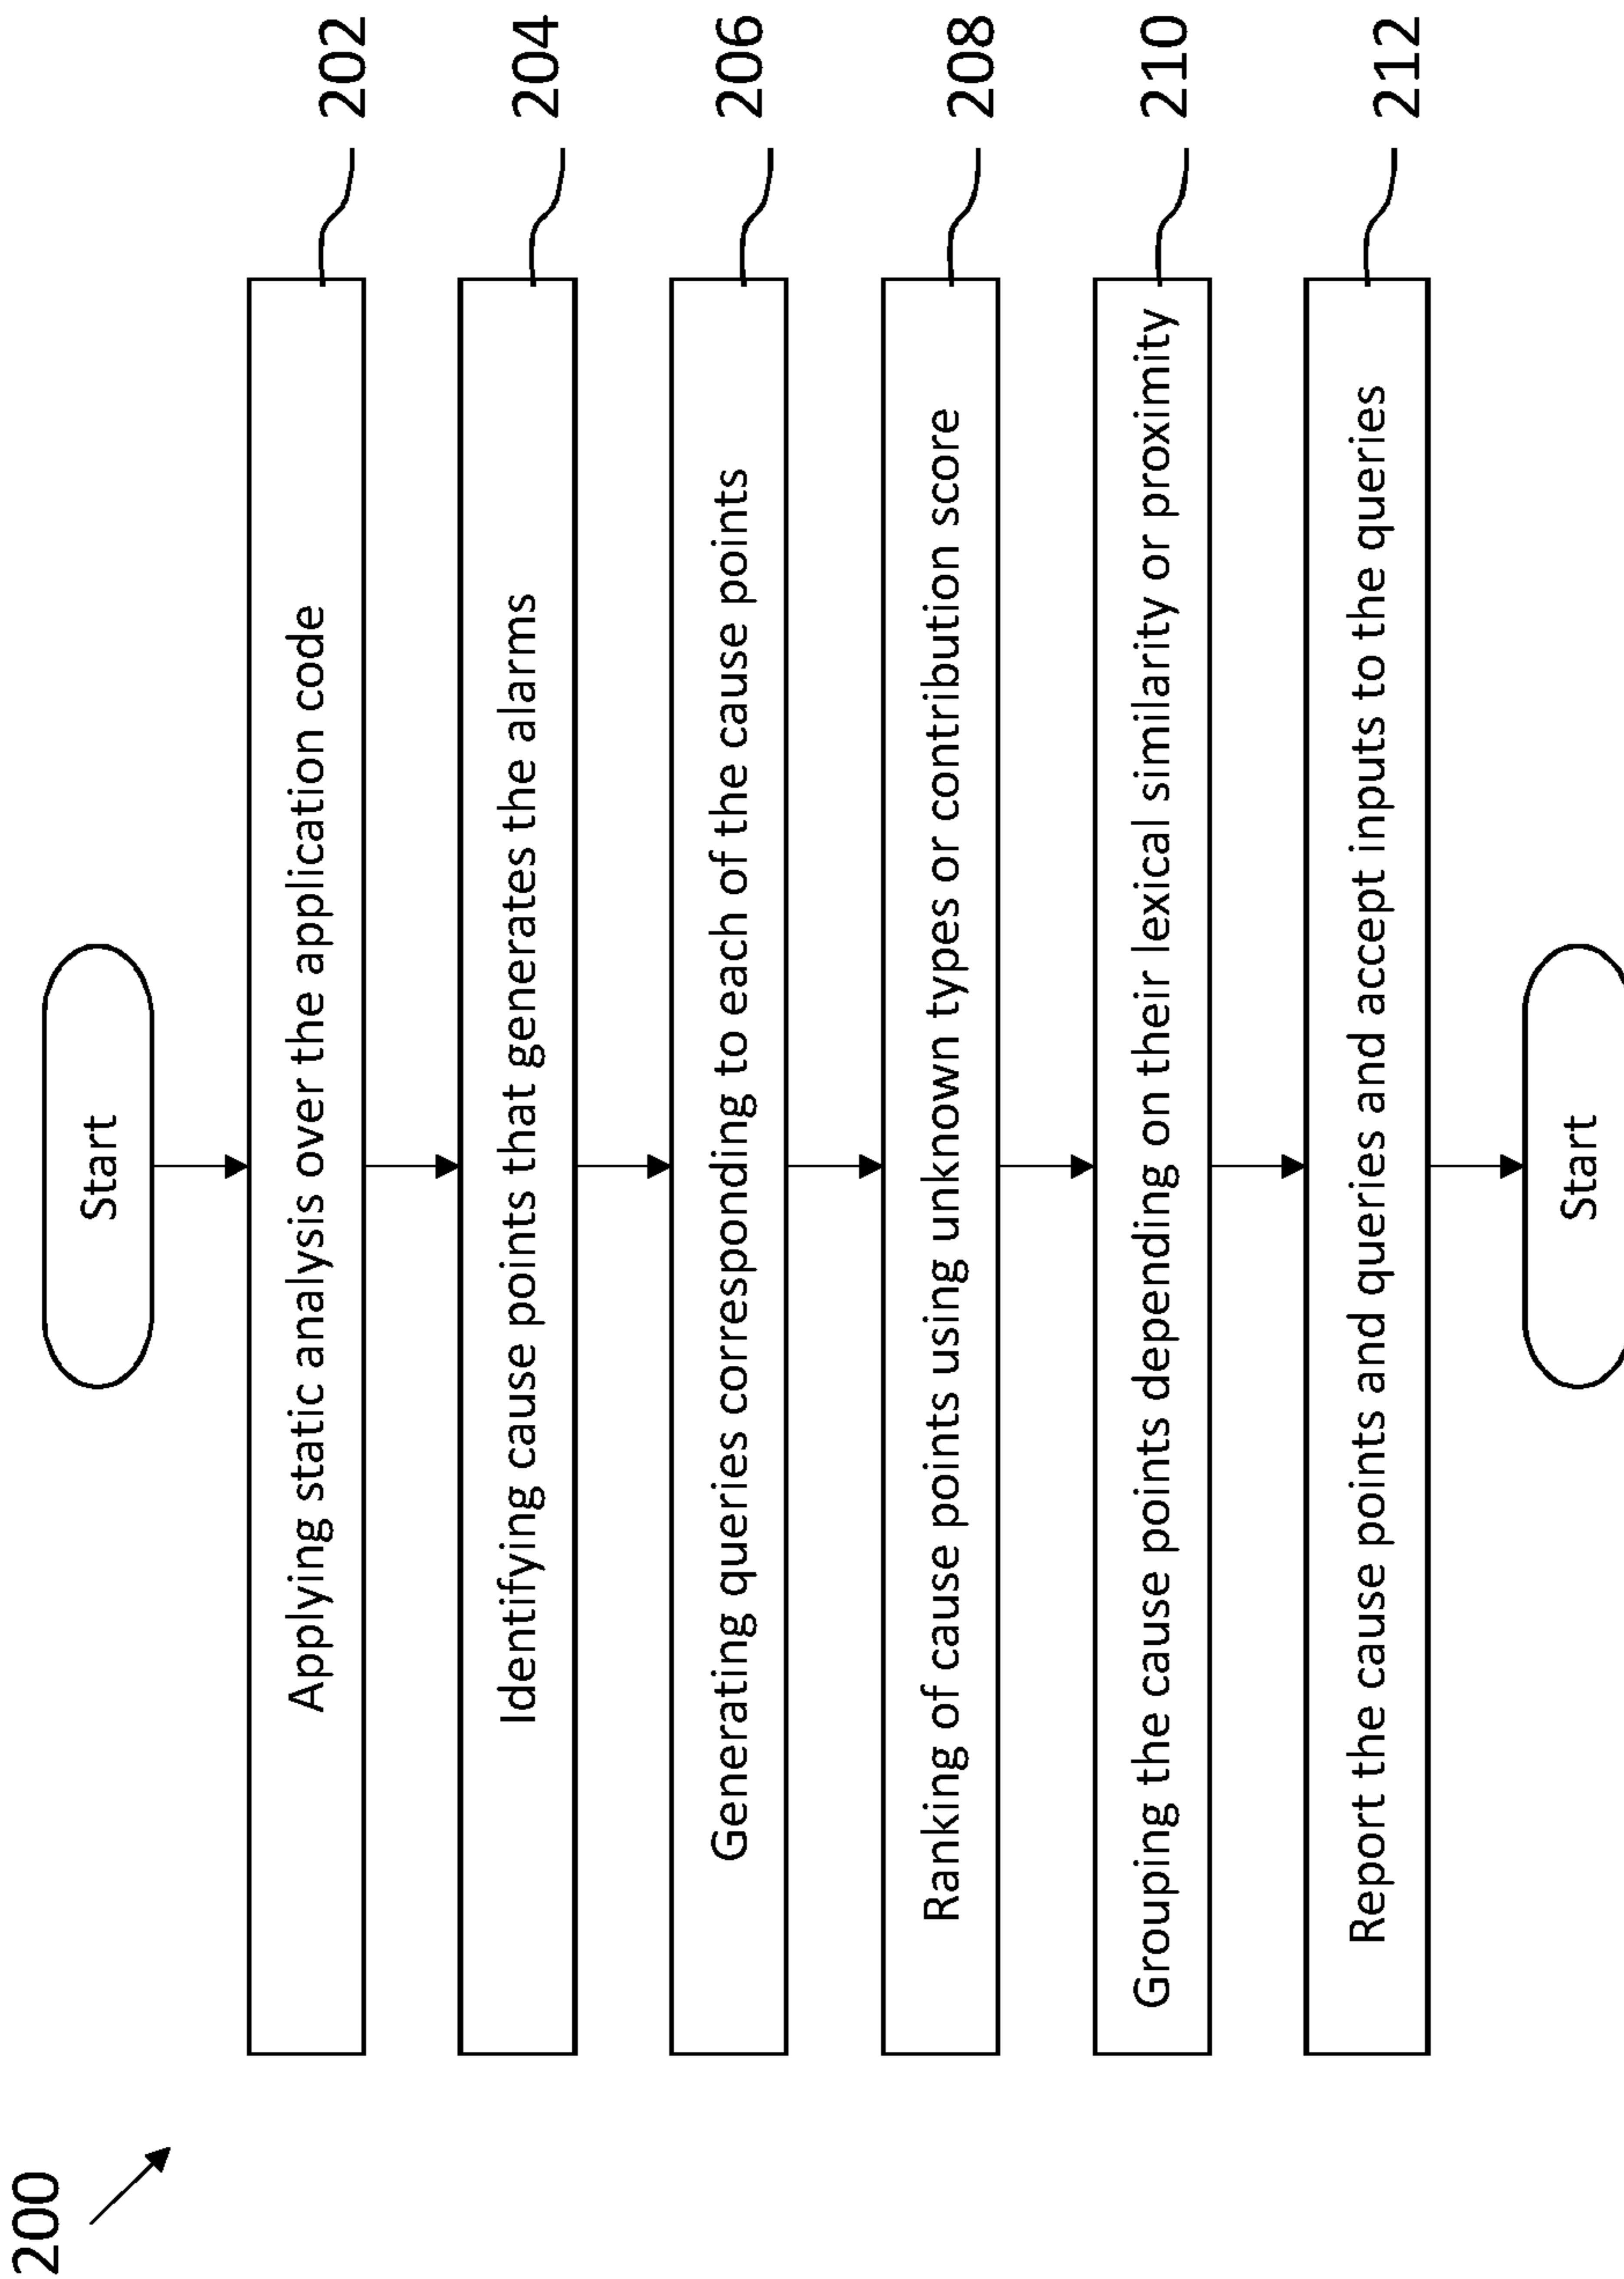 200
Start
Applying static analysis over the application code
202
Identifying cause points that generates the alarms
204
Generating queries corresponding to each of the cause points
206
Ranking of cause points using unknown types or contribution score
208
Grouping the cause points depending on their lexical similarity or proximity
210
Report the cause points and queries and accept inputs to the queries
212
Start